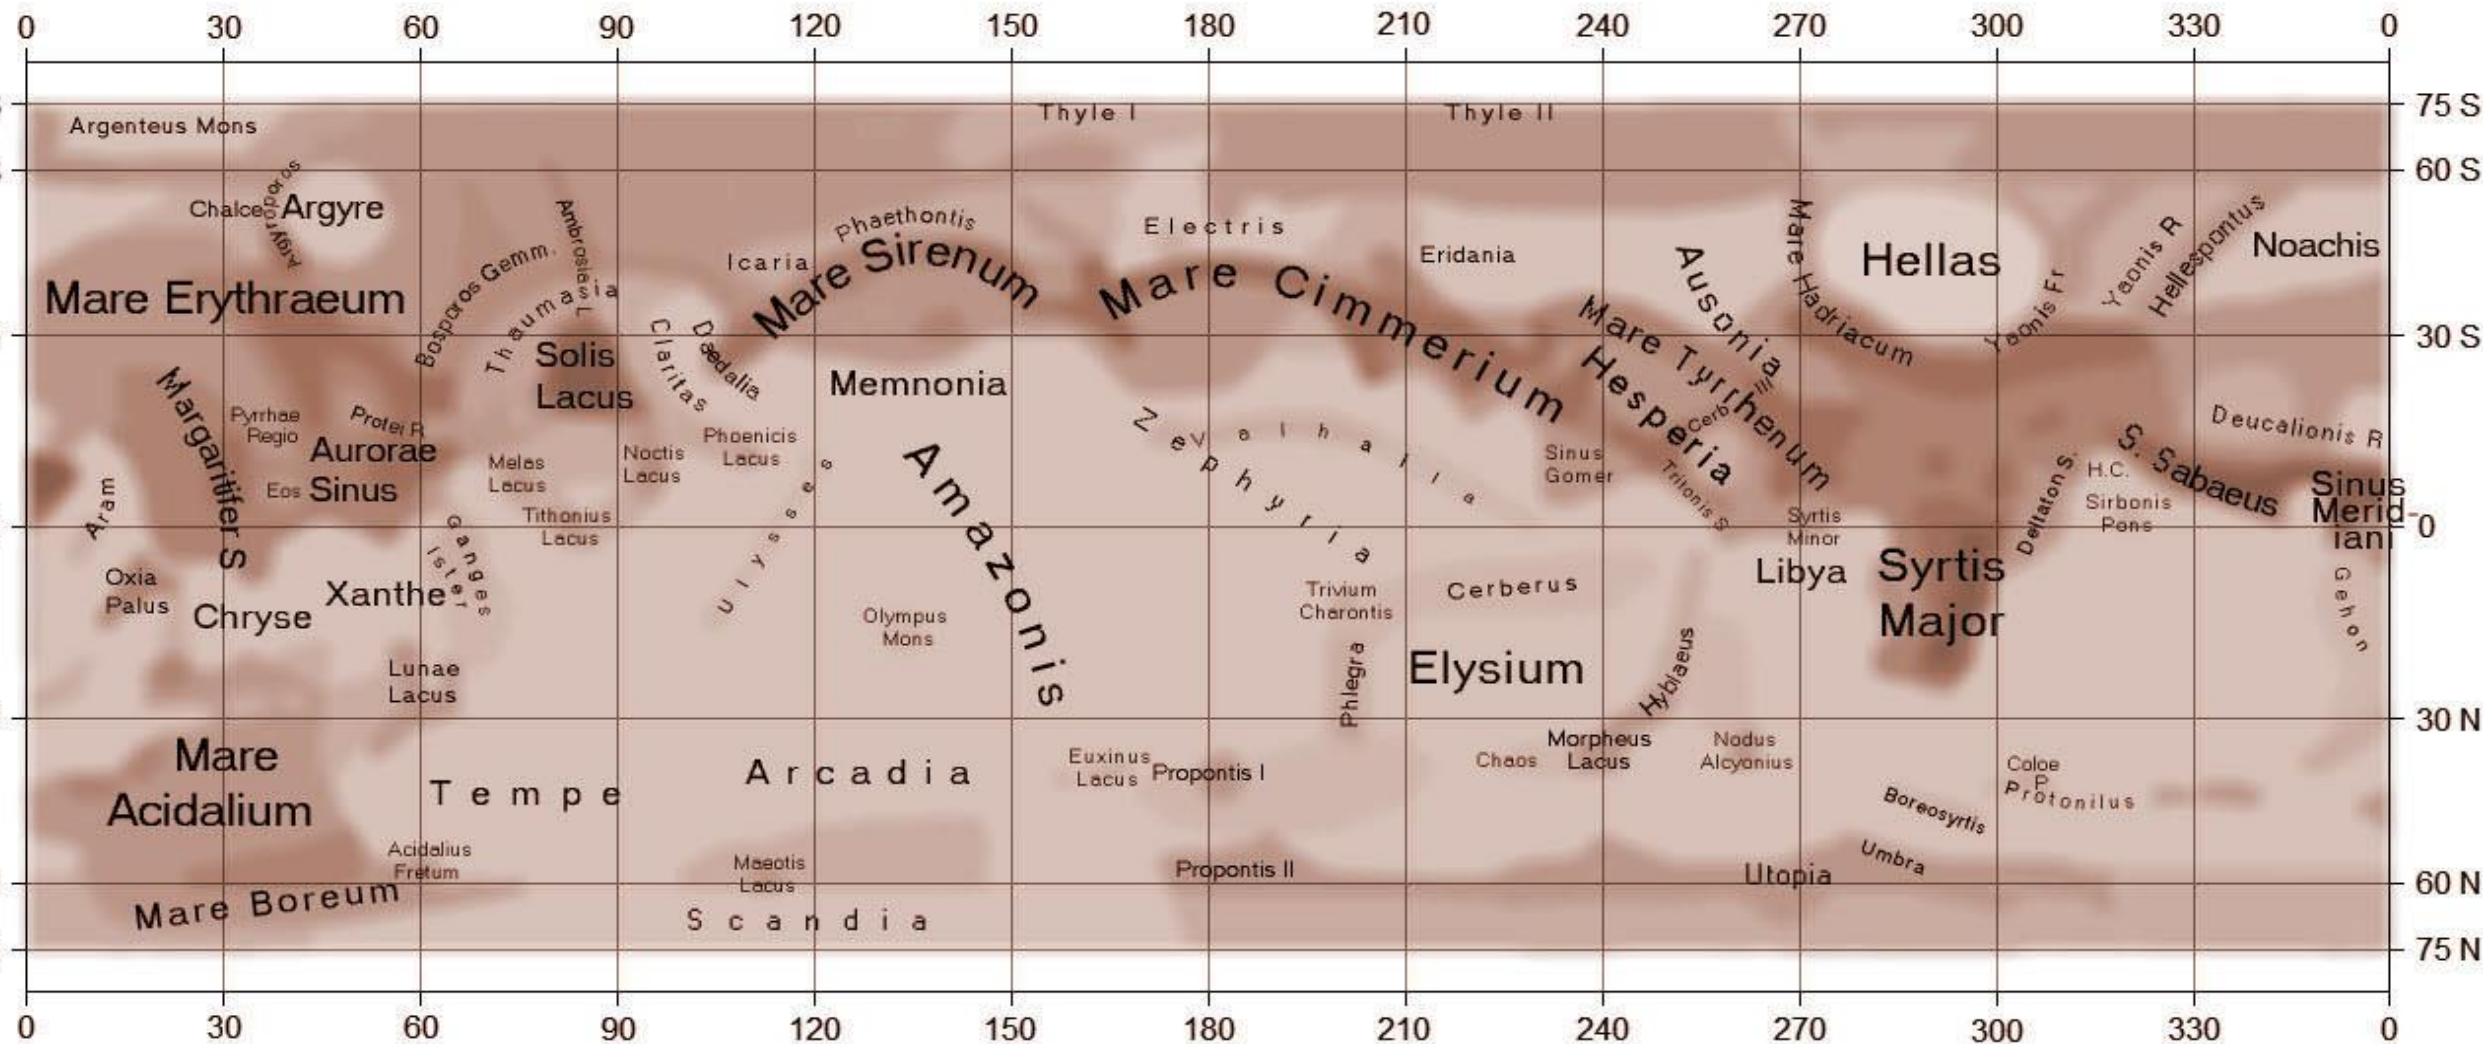 0 30 60 90 120 150 180 210 240 270 300 330 0
75 S
Thyle I
Thyle II
Argenteus Mons
60 S
Argyroporos
Chalce
Argyre
Ambrosia
Phaethontis
Electris
Mare Hadriacum
Yaonis R
Hellespontus
Noachis
Eridania
Ausonia
Hellas
Bosporos Gemm.
Icaria
Mare Sirenum
Mare Cimmerium
Mare Erythraeum
Thaumasia
Mare Tyrrhenum
Yaonis Fr
30 S
Claritas
Daedalia
Solis
Lacus
Hesperia
Memnonia
Margaritifer S
Pyrrhae
Regio
Protei R
Zephyria
Valhalla
Cerb III
Deucalionis R
Aurorae
Sinus
Eos
Melas
Lacus
Noctis
Lacus
Phoenicis
Lacus
Amazonis
Sinus
Gomer
Tritonis S
Deltoton S.
H.C.
S. Sabaeus
Sirbonis
Pons
Sinus
Merid-
iani
Aram
Ulysses
Tithonius
Lacus
Syrtis
Minor
0
Ganges
Ister
Oxia
Palus
Chryse
Xanthe
Olympus
Mons
Trivium
Charontis
Cerberus
Libya
Syrtis
Major
Gehon
Lunae
Lacus
Phlegra
Elysium
Hyblaeus
30 N
Mare
Acidalium
Tempe
Arcadia
Euxinus
Lacus
Propontis I
Chaos
Morpheus
Lacus
Nodus
Alcyonius
Coloe
P
Protonilus
Boreosyrtis
Acidalius
Fretum
Maeotis
Lacus
Propontis II
Utopia
Umbra
60 N
Mare Boreum
Scandia
75 N
0 30 60 90 120 150 180 210 240 270 300 330 0